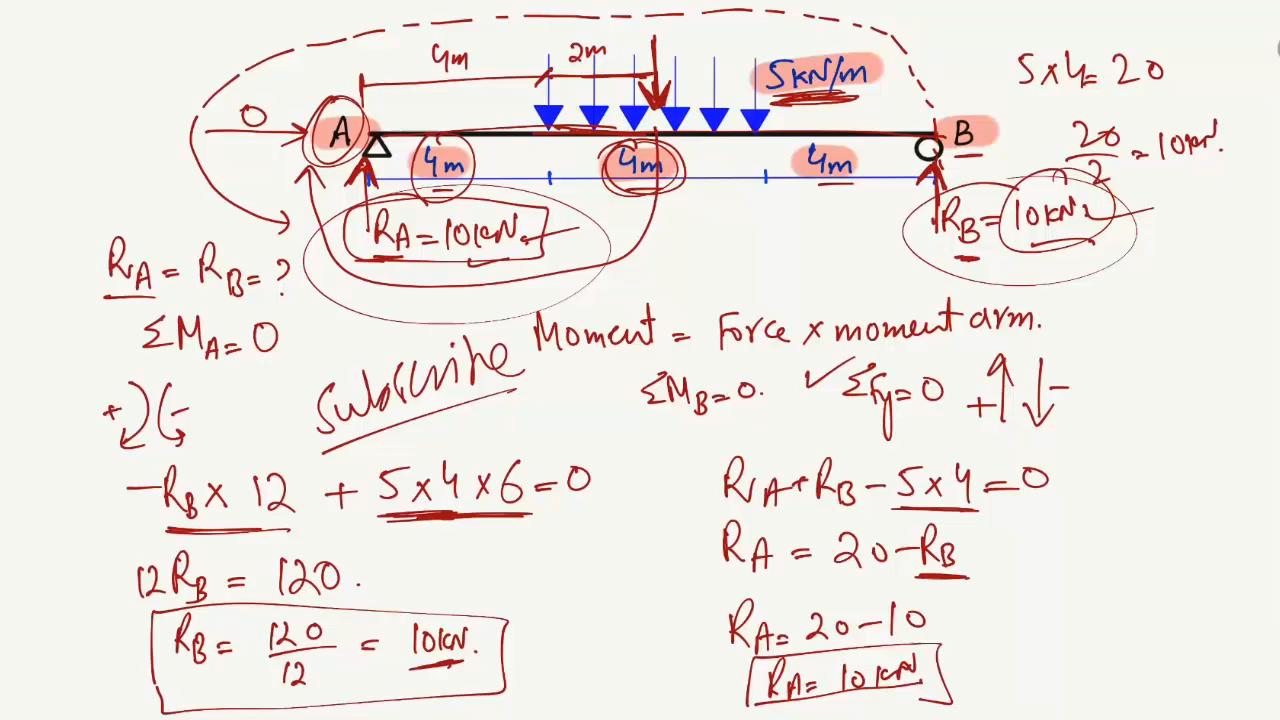 4m 2m
5kN/m
5×4=20
0
A
B
20/2=10kN.
4m 4m 4m
RA=10kN
RB=10kN
RA=RB=?
ΣMA=0
Moment = Force × moment arm.
Subscribe
ΣMB=0. ✓ ΣFy=0 +↑ ↓-
+ -
-RB×12 + 5×4×6=0
RA+RB-5×4=0
12RB = 120.
RA = 20-RB
RB = 120/12 = 10kN.
RA=20-10
RA=10kN